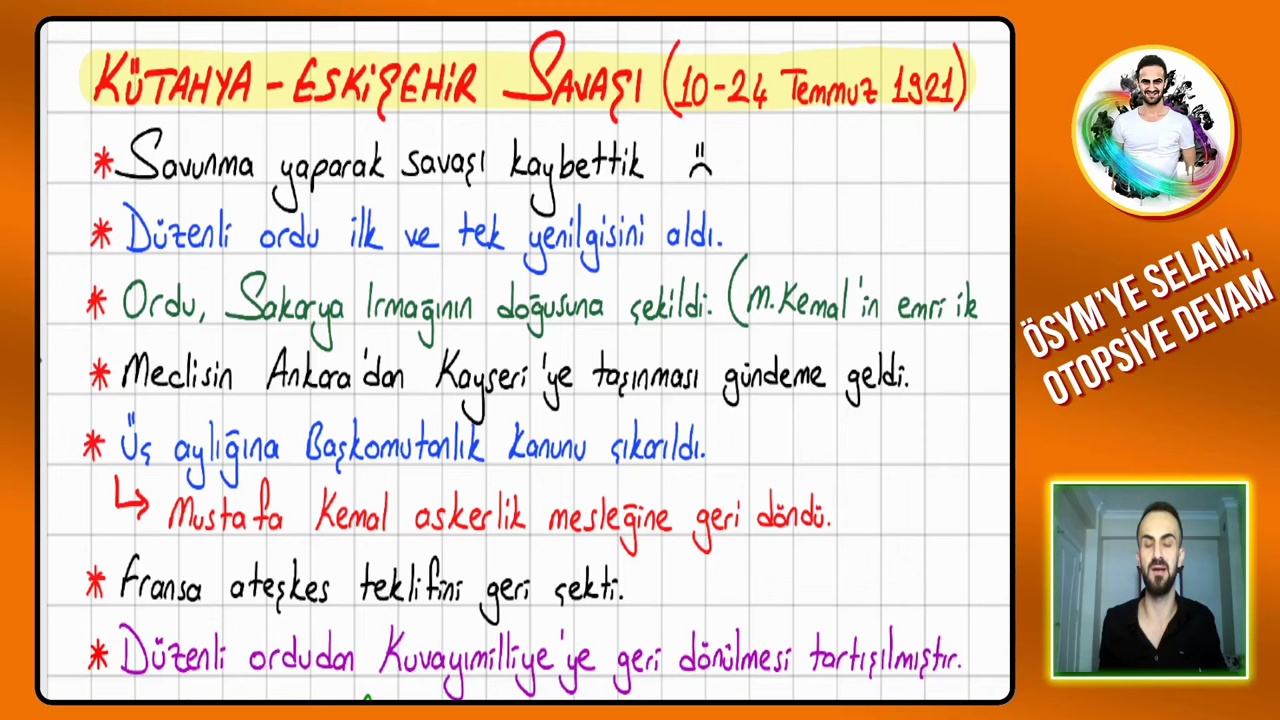 KÜTAHYA - ESKİŞEHİR SAVAŞI (10-24 Temmuz 1921)
* Savunma yaparak savaşı kaybettik
* Düzenli ordu ilk ve tek yenilgisini aldı.
* Ordu, Sakarya Irmağının doğusuna çekildi. (M.Kemal'in emri ik
* Meclisin Ankara'dan Kayseri'ye taşınması gündeme geldi.
* Üç aylığına Başkomutanlık Kanunu çıkarıldı.
↳ Mustafa Kemal askerlik mesleğine geri döndü.
* Fransa ateşkes teklifini geri çekti.
* Düzenli ordudan Kuvayımilliye'ye geri dönülmesi tartışılmıştır.
ÖSYM'YE SELAM,
OTOPSİYE DEVAM